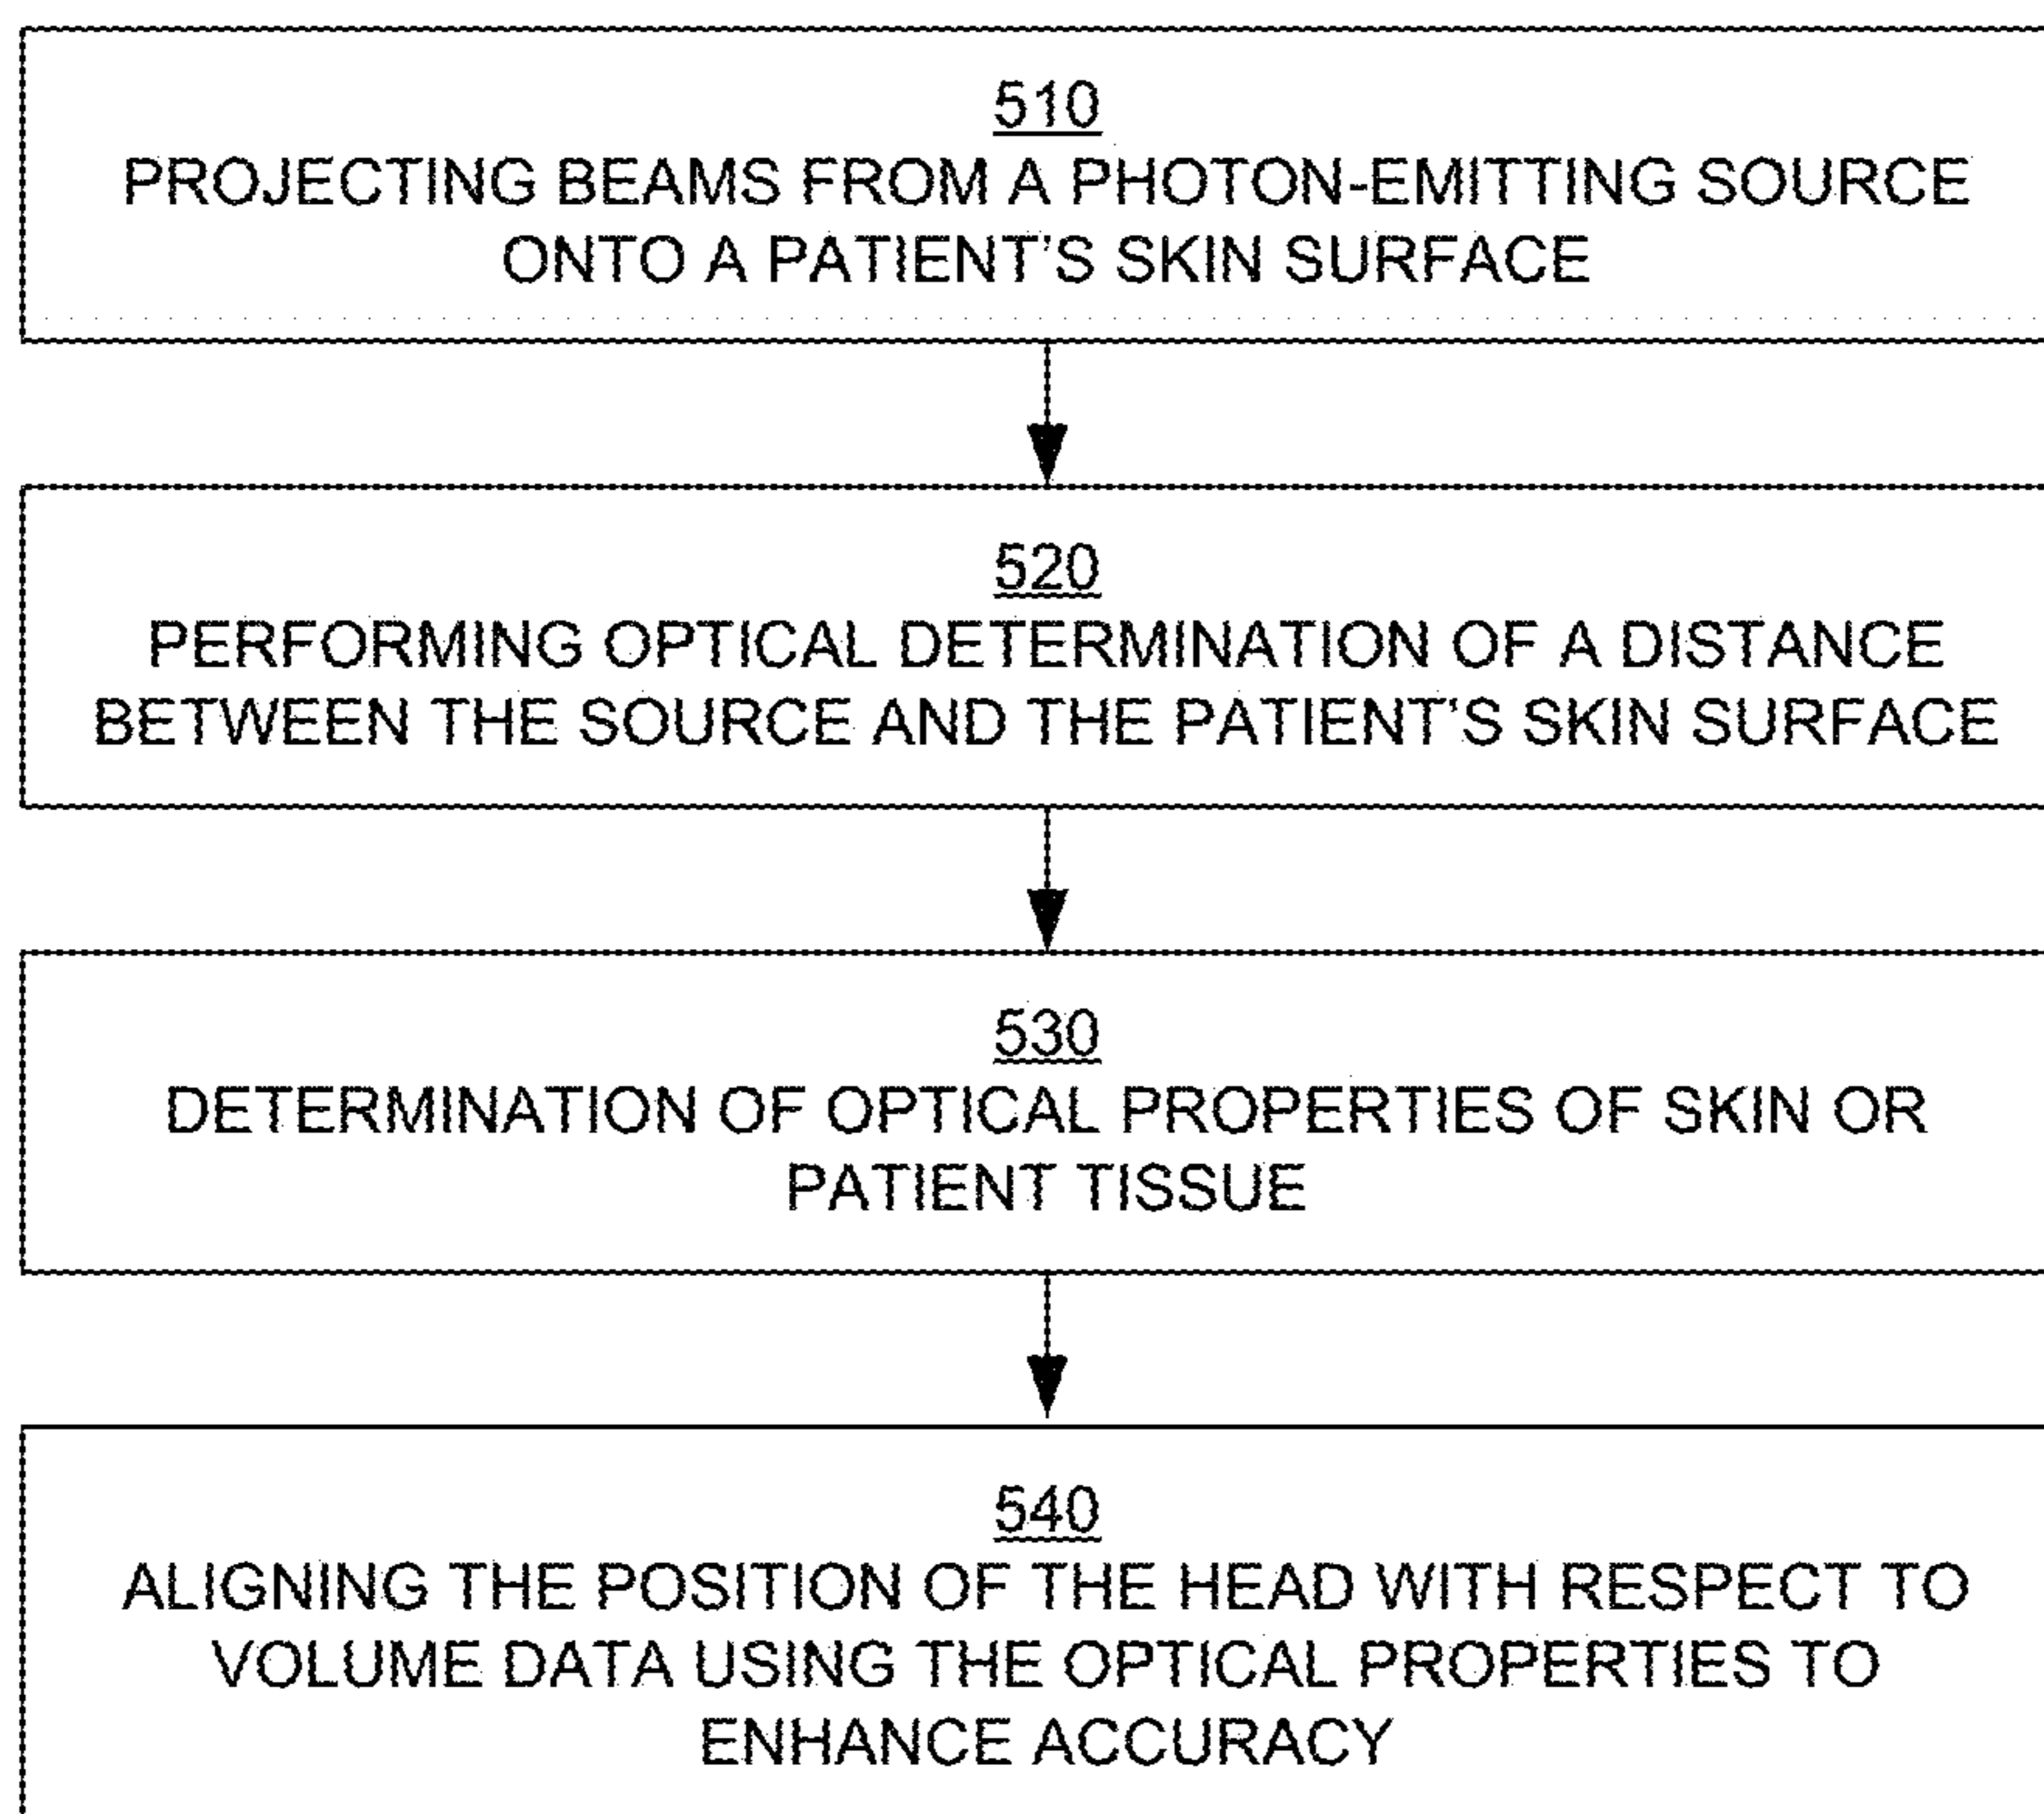 510
PROJECTING BEAMS FROM A PHOTON-EMITTING SOURCE
ONTO A PATIENT'S SKIN SURFACE
520
PERFORMING OPTICAL DETERMINATION OF A DISTANCE
BETWEEN THE SOURCE AND THE PATIENT'S SKIN SURFACE
530
DETERMINATION OF OPTICAL PROPERTIES OF SKIN OR
PATIENT TISSUE
540
ALIGNING THE POSITION OF THE HEAD WITH RESPECT TO
VOLUME DATA USING THE OPTICAL PROPERTIES TO
ENHANCE ACCURACY